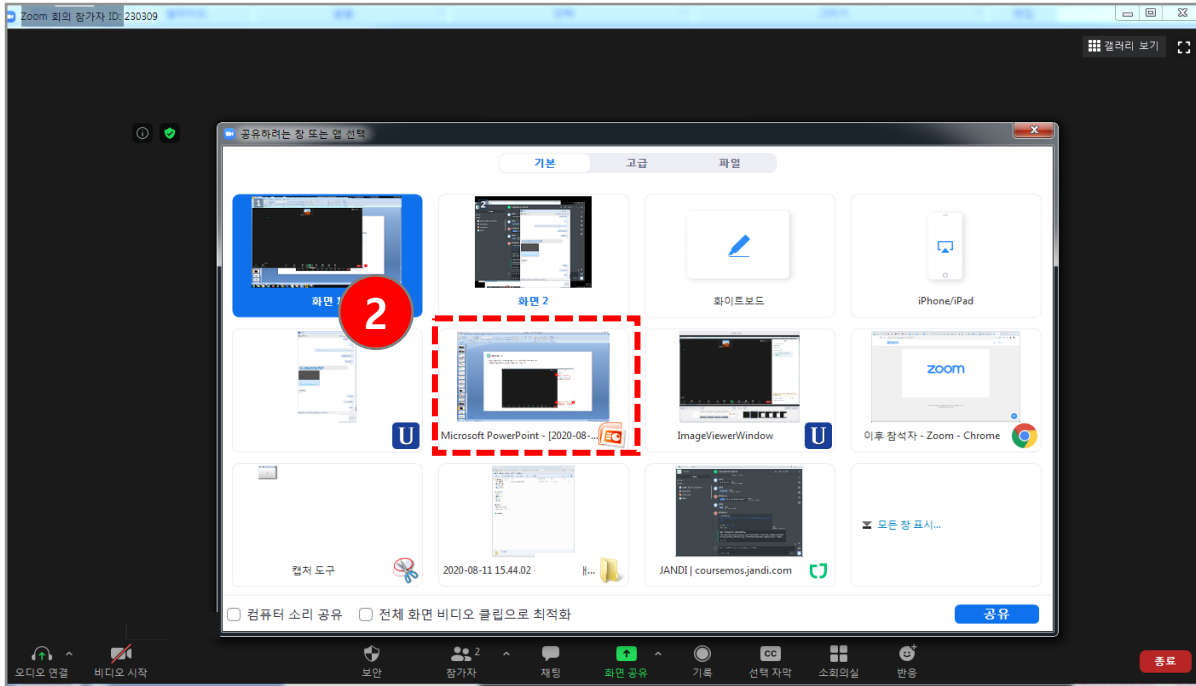 Zoom 회의 참가자 ID: 230309
갤러리 보기
공유하려는 창 또는 앱 선택
기본 고급 파일
1
2
화면 1
화면 2
화이트보드
iPhone/iPad
2
U
Microsoft PowerPoint - [2020-08-...
ImageViewerWindow
U
zoom
이후 참석자 - Zoom - Chrome
캡처 도구
2020-08-11 15.44.02
JANDI | coursemos.jandi.com
모든 창 표시...
컴퓨터 소리 공유
전체 화면 비디오 클립으로 최적화
공유
오디오 연결
비디오 시작
보안
참가자 2
채팅
화면 공유
기록
CC
선택 자막
소회의실
반응
종료